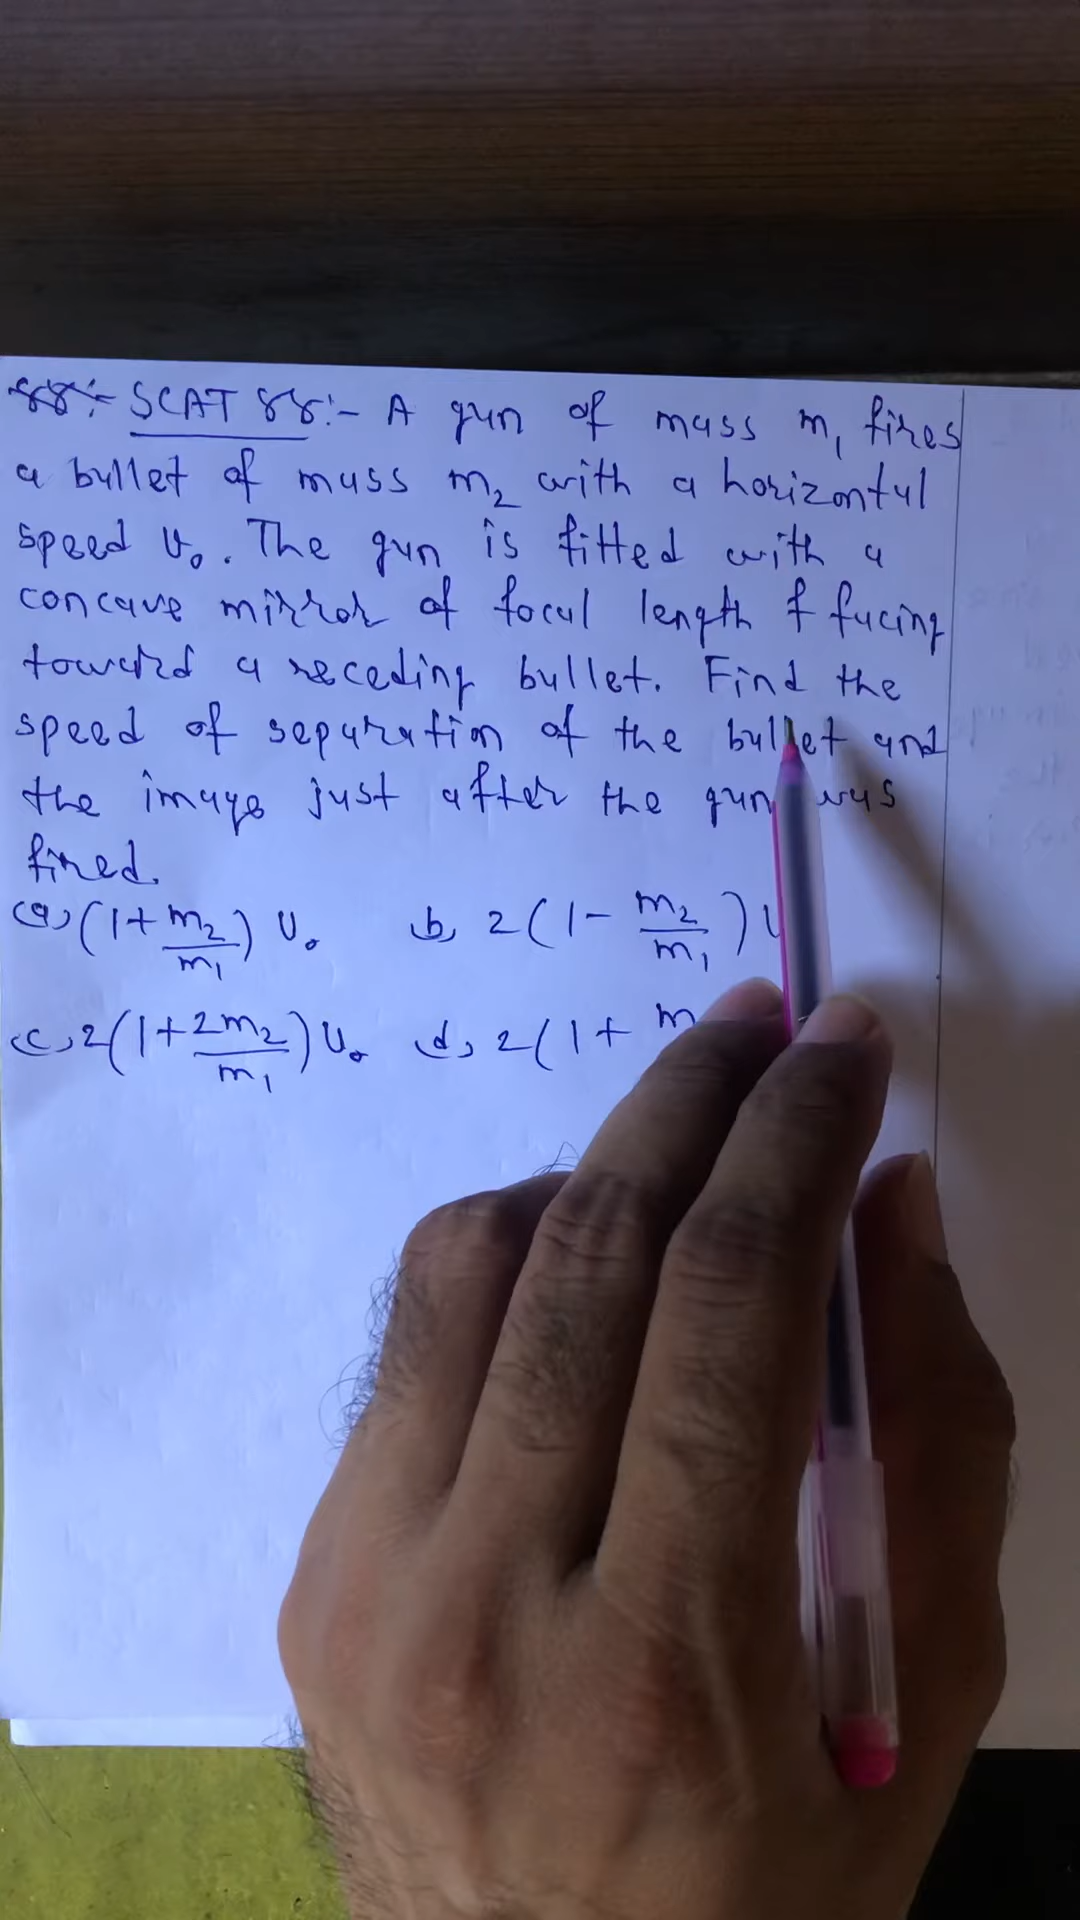 SCAT 88:- A gun of mass m₁ fires
a bullet of mass m₂ with a horizontal
speed v₀. The gun is fitted with a
concave mirror of focal length f facing
toward a receding bullet. Find the
speed of separation of the bullet and
the image just after the gun was
fired.
(a) (1+m₂/m₁) U₀ b, 2(1-m₂/m₁)
(c) 2(1+2m₂/m₁)U₀ d, 2(1+ m